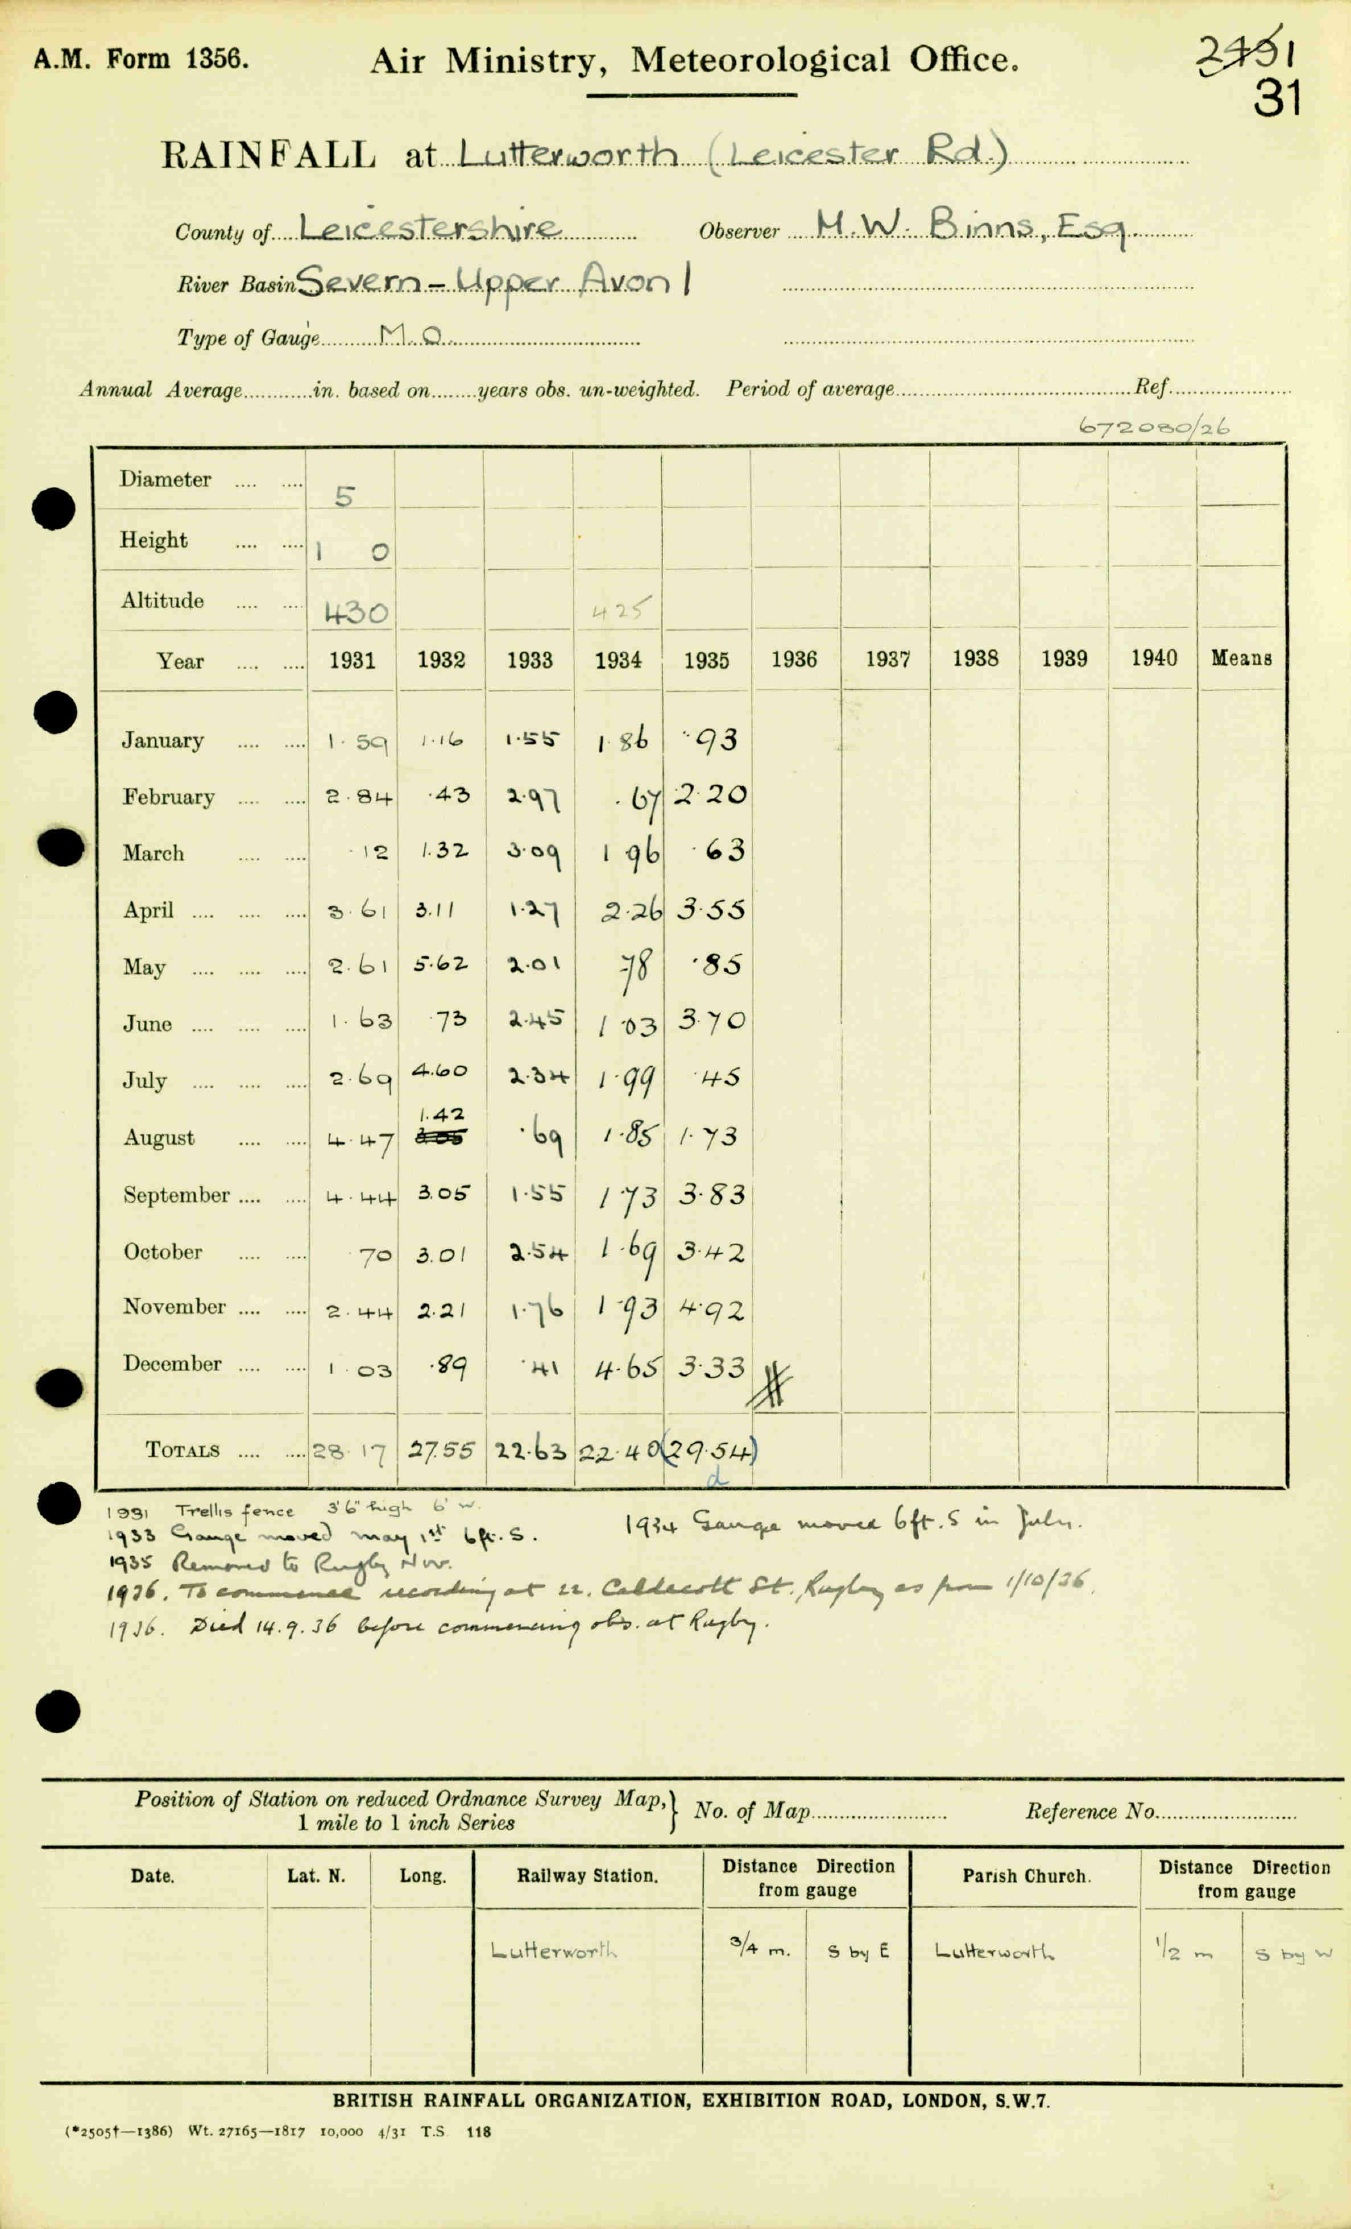 A.M. Form 1356. Air Ministry, Meteorological Office. 2451
31
RAINFALL at Lutterworth (Leicester Rd.)
County of Leicestershire Observer M.W. Binns, Esq.
River Basin Severn - Upper Avon 1
Type of Gauge M.O.
Annual Average in. based on years obs. un-weighted. Period of average Ref.
672080/26
Diameter 5
Height 1 0
Altitude 430 425
Year 1931 1932 1933 1934 1935 1936 1937 1938 1939 1940 Means
January 1.59 1.16 1.55 1.86 .93
February 2.84 .43 2.97 .67 2.20
March .12 1.32 3.09 1.96 .63
April 3.61 3.11 1.27 2.26 3.55
May 2.61 5.62 2.01 .78 .85
June 1.63 .73 2.45 1.03 3.70
July 2.69 4.60 2.34 1.99 .45
1.42
August 4.47 3.05 .69 1.85 1.73
September 4.44 3.05 1.55 1.73 3.83
October .70 3.01 2.54 1.69 3.42
November 2.44 2.21 1.76 1.93 4.92
December 1.03 .89 .41 4.65 3.33
TOTALS 28.17 27.55 22.63 22.40 (29.54)
d
1931 Trellis fence 3'6" high 6' w.
1933 Gauge moved May 1st 6ft. S. 1934 Gauge moved 6ft. S in July.
1935 Removed to Rugby Nov.
1936. To commence recording at 22. Caldecott St. Rugby as from 1/10/36.
1936. Died 14.9.36 before commencing obs. at Rugby.
Position of Station on reduced Ordnance Survey Map, } No. of Map Reference No.
1 mile to 1 inch Series
Date. Lat. N. Long. Railway Station. Distance Direction from gauge Parish Church. Distance Direction from gauge
Lutterworth 3/4 m. S by E Lutterworth 1/2 m S by W
BRITISH RAINFALL ORGANIZATION, EXHIBITION ROAD, LONDON, S.W.7.
(*2505†—1386) Wt. 27165—1817 10,000 4/31 T.S. 118